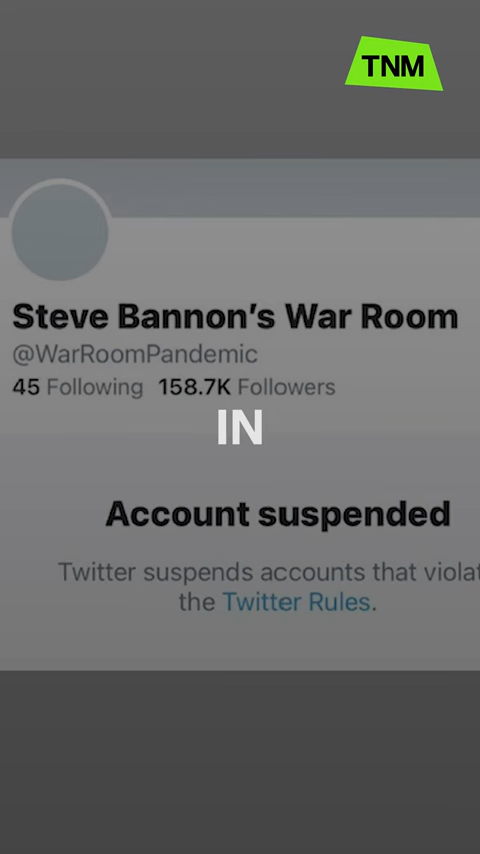 TNM
Steve Bannon’s War Room
@WarRoomPandemic
45 Following 158.7K Followers
IN
Account suspended
Twitter suspends accounts that
the Twitter Rules.